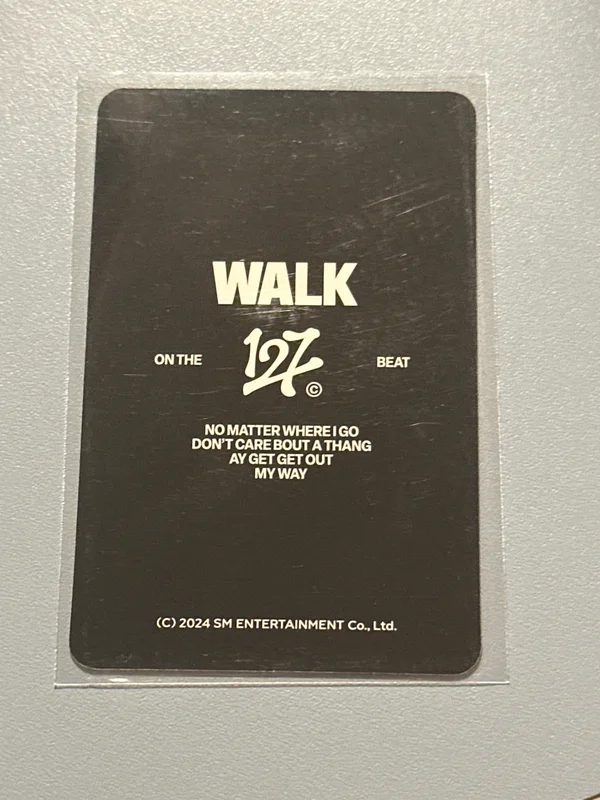 WALK
ON THE 127 © BEAT
NO MATTER WHERE I GO
DON'T CARE BOUT A THANG
AY GET GET OUT
MY WAY
(C) 2024 SM ENTERTAINMENT Co., Ltd.